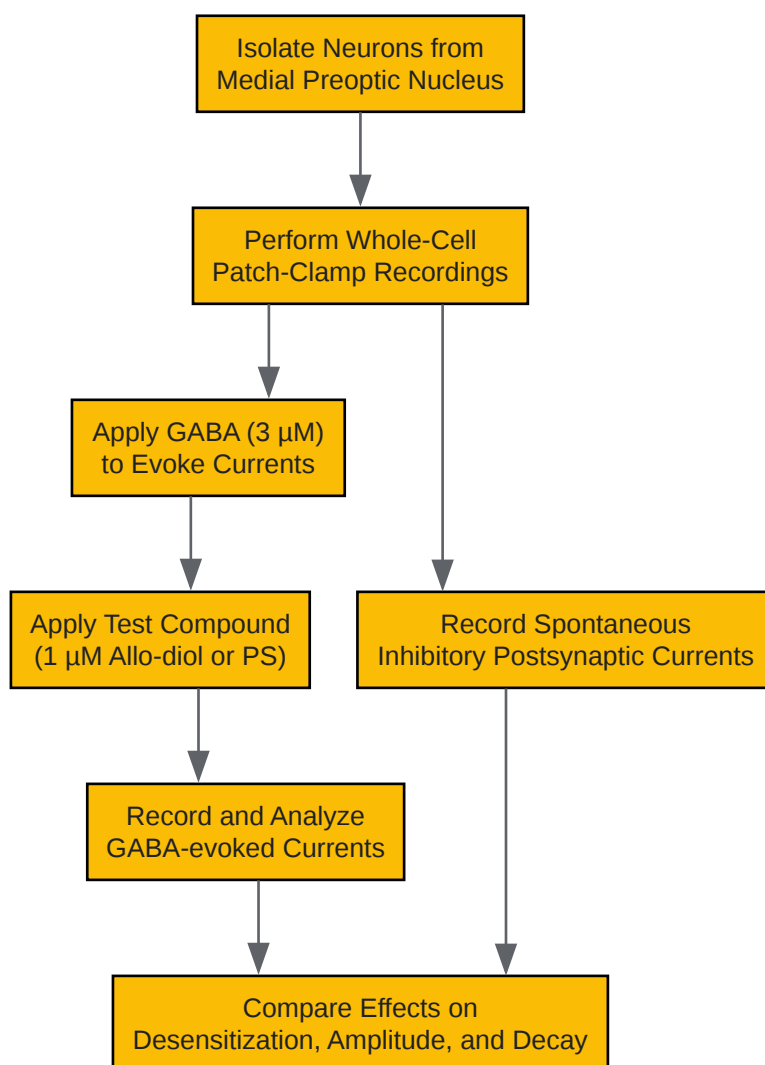 Isolate Neurons from
Medial Preoptic Nucleus
Perform Whole-Cell
Patch-Clamp Recordings
Apply GABA (3 µM)
to Evoke Currents
Apply Test Compound
(1 µM Allo-diol or PS)
Record Spontaneous
Inhibitory Postsynaptic Currents
Record and Analyze
GABA-evoked Currents
Compare Effects on
Desensitization, Amplitude, and Decay